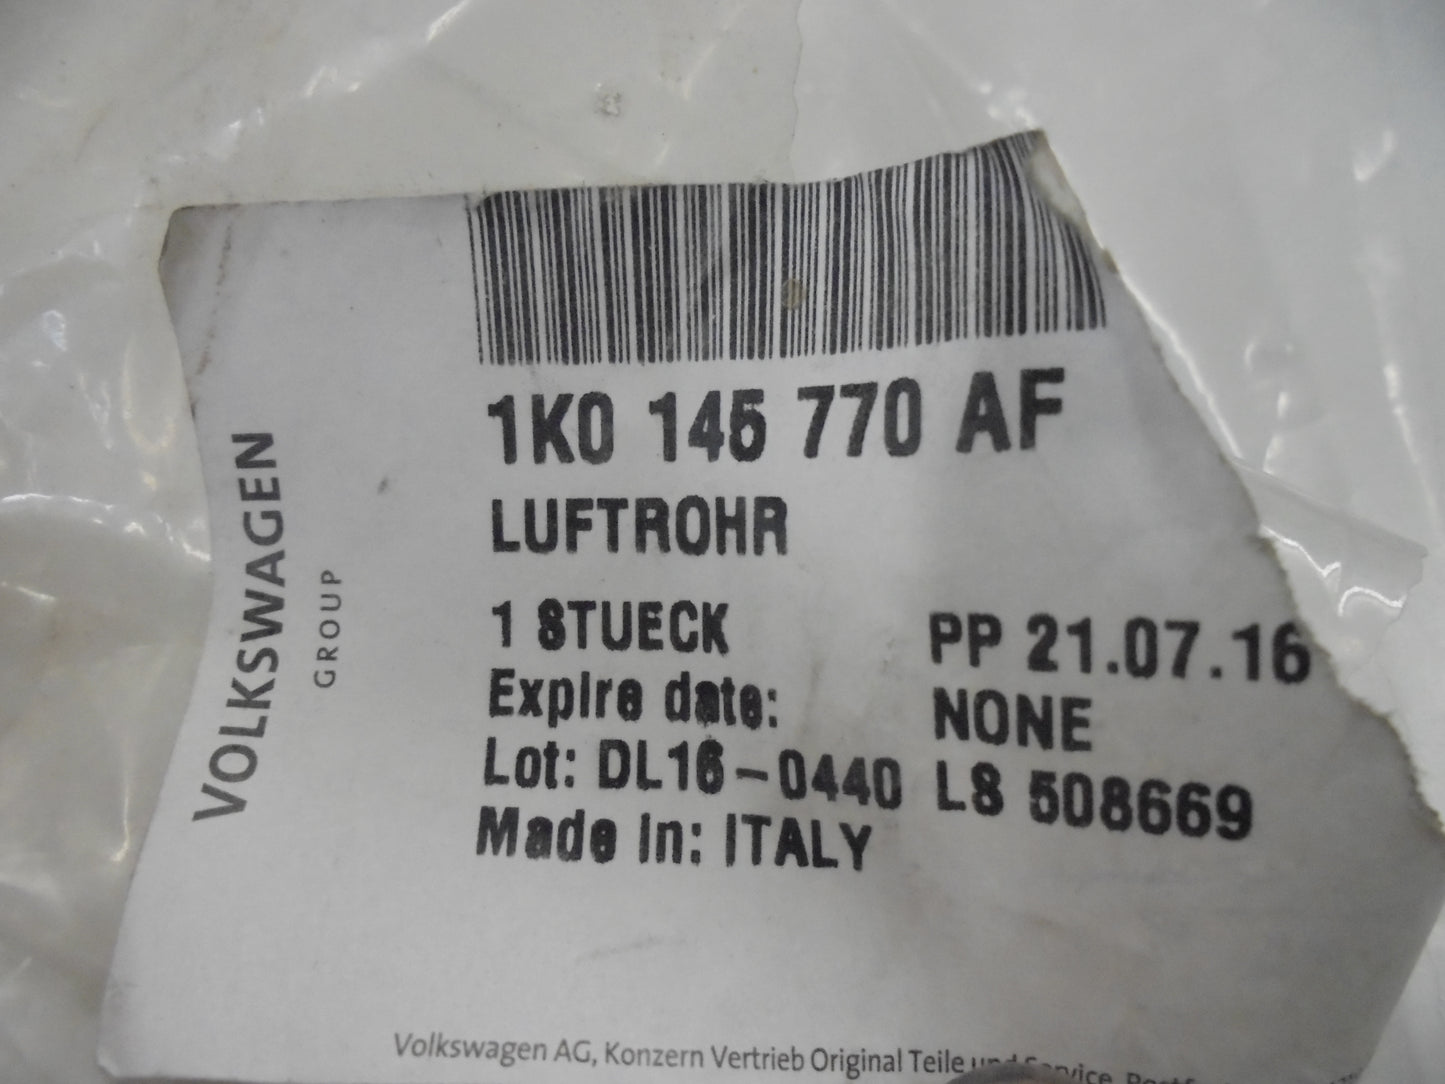 VOLKSWAGEN
GROUP
1K0 145 770 AF
LUFTROHR
1 STUECK PP 21.07.16
Expire date: NONE
Lot: DL16-0440 LS 508669
Made in: ITALY
Volkswagen AG, Konzern Vertrieb Original Teile und Service,